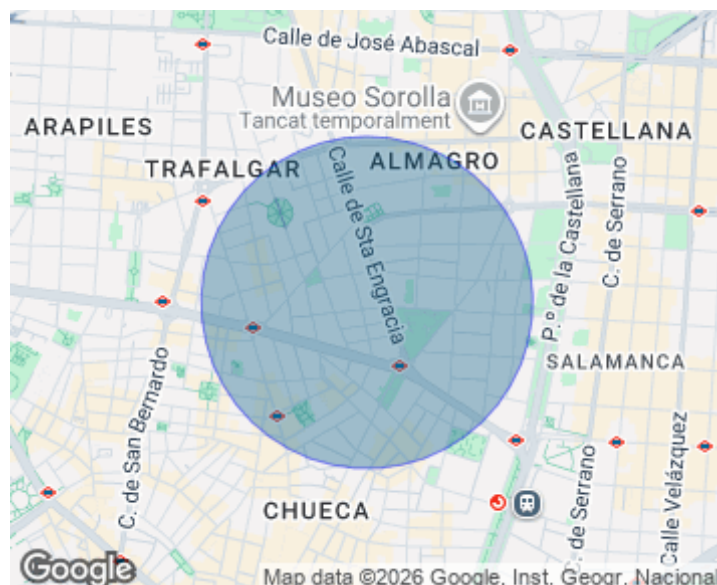 Calle de José Abascal
Museo Sorolla
Tancat temporalment
ARAPILES
CASTELLANA
TRAFALGAR
ALMAGRO
Calle de Sta Engracia
P.º de la Castellana
C. de Serrano
SALAMANCA
C. de San Bernardo
C. de Serrano
Calle Velázquez
CHUECA
Google
Map data ©2026 Google, Inst. Geogr. Nacional